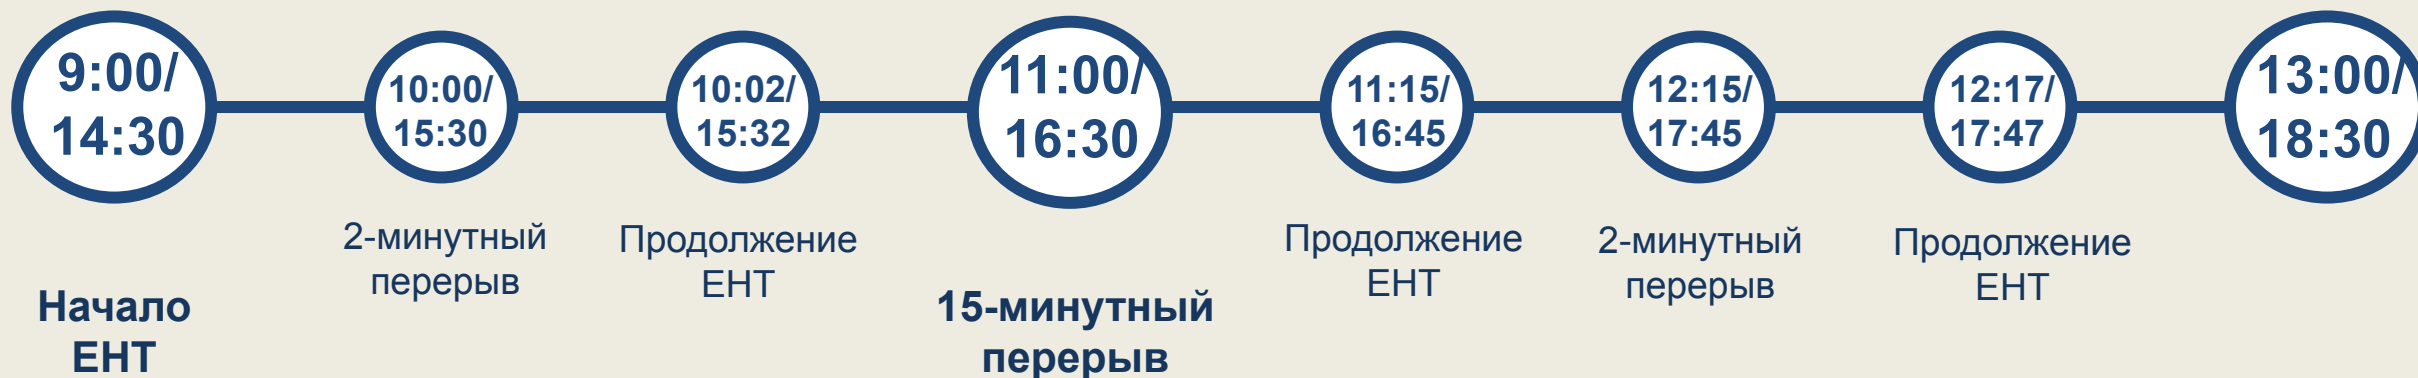 9:00/
14:30
10:00/
15:30
10:02/
15:32
11:00/
16:30
11:15/
16:45
12:15/
17:45
12:17/
17:47
13:00/
18:30
Начало
ЕНТ
2-минутный
перерыв
Продолжение
ЕНТ
15-минутный
перерыв
Продолжение
ЕНТ
2-минутный
перерыв
Продолжение
ЕНТ